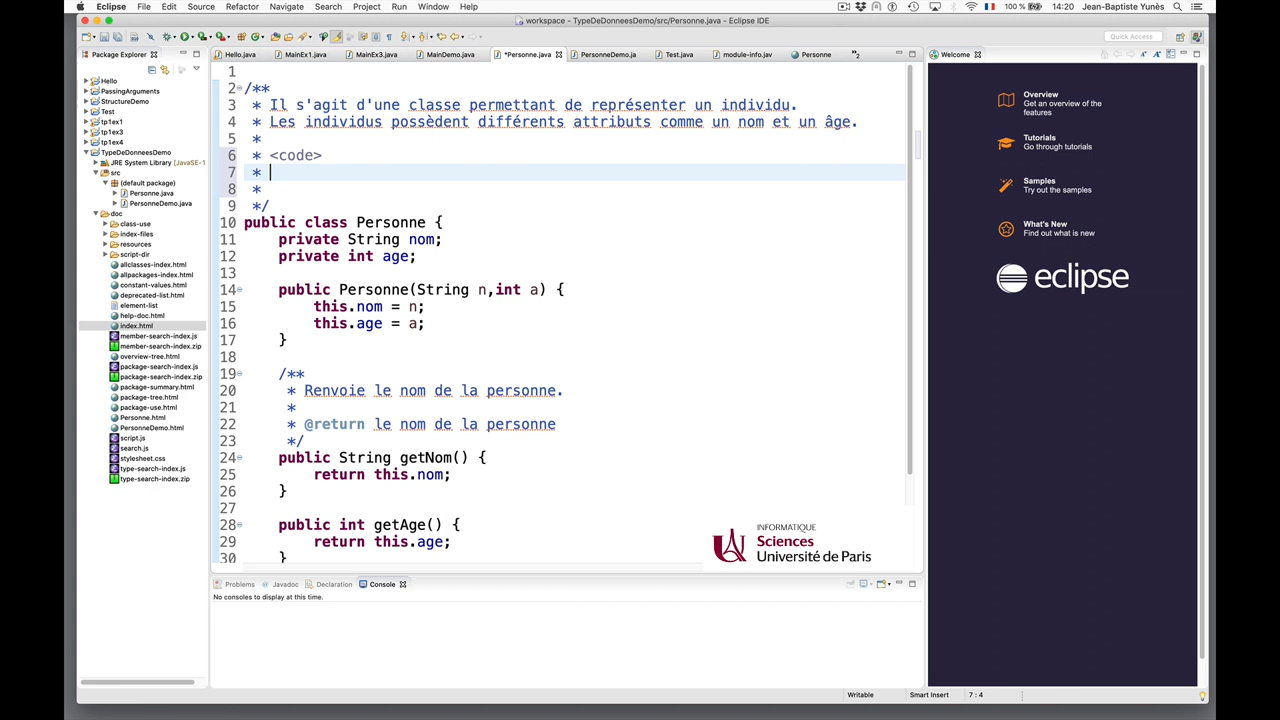 Eclipse File Edit Source Refactor Navigate Search Project Run Window Help 100 % 14:20 Jean-Baptiste Yunès
workspace - TypeDeDonneesDemo/src/Personne.java - Eclipse IDE
Quick Access
Package Explorer
Hello.java MainEx1.java MainEx3.java MainDemo.java *Personne.java PersonneDemo.ja Test.java module-info.jav Personne »2
Welcome
Hello
PassingArguments
StructureDemo
Test
tp1ex1
tp1ex3
tp1ex4
TypeDeDonneesDemo
JRE System Library [JavaSE-1
src
(default package)
Personne.java
PersonneDemo.java
doc
class-use
index-files
resources
script-dir
allclasses-index.html
allpackages-index.html
constant-values.html
deprecated-list.html
element-list
help-doc.html
index.html
member-search-index.js
member-search-index.zip
overview-tree.html
package-search-index.js
package-search-index.zip
package-summary.html
package-tree.html
package-use.html
Personne.html
PersonneDemo.html
script.js
search.js
stylesheet.css
type-search-index.js
type-search-index.zip
1
2 /**
3 * Il s'agit d'une classe permettant de représenter un individu.
4 * Les individus possèdent différents attributs comme un nom et un âge.
5 *
6 * <code>
7 *
8 *
9 */
10 public class Personne {
11 private String nom;
12 private int age;
13
14 public Personne(String n,int a) {
15 this.nom = n;
16 this.age = a;
17 }
18
19 /**
20 * Renvoie le nom de la personne.
21 *
22 * @return le nom de la personne
23 */
24 public String getNom() {
25 return this.nom;
26 }
27
28 public int getAge() {
29 return this.age;
30 }
INFORMATIQUE
Sciences
Université de Paris
Overview
Get an overview of the
features
Tutorials
Go through tutorials
Samples
Try out the samples
What's New
Find out what is new
eclipse
Problems Javadoc Declaration Console
No consoles to display at this time.
Writable Smart Insert 7 : 4